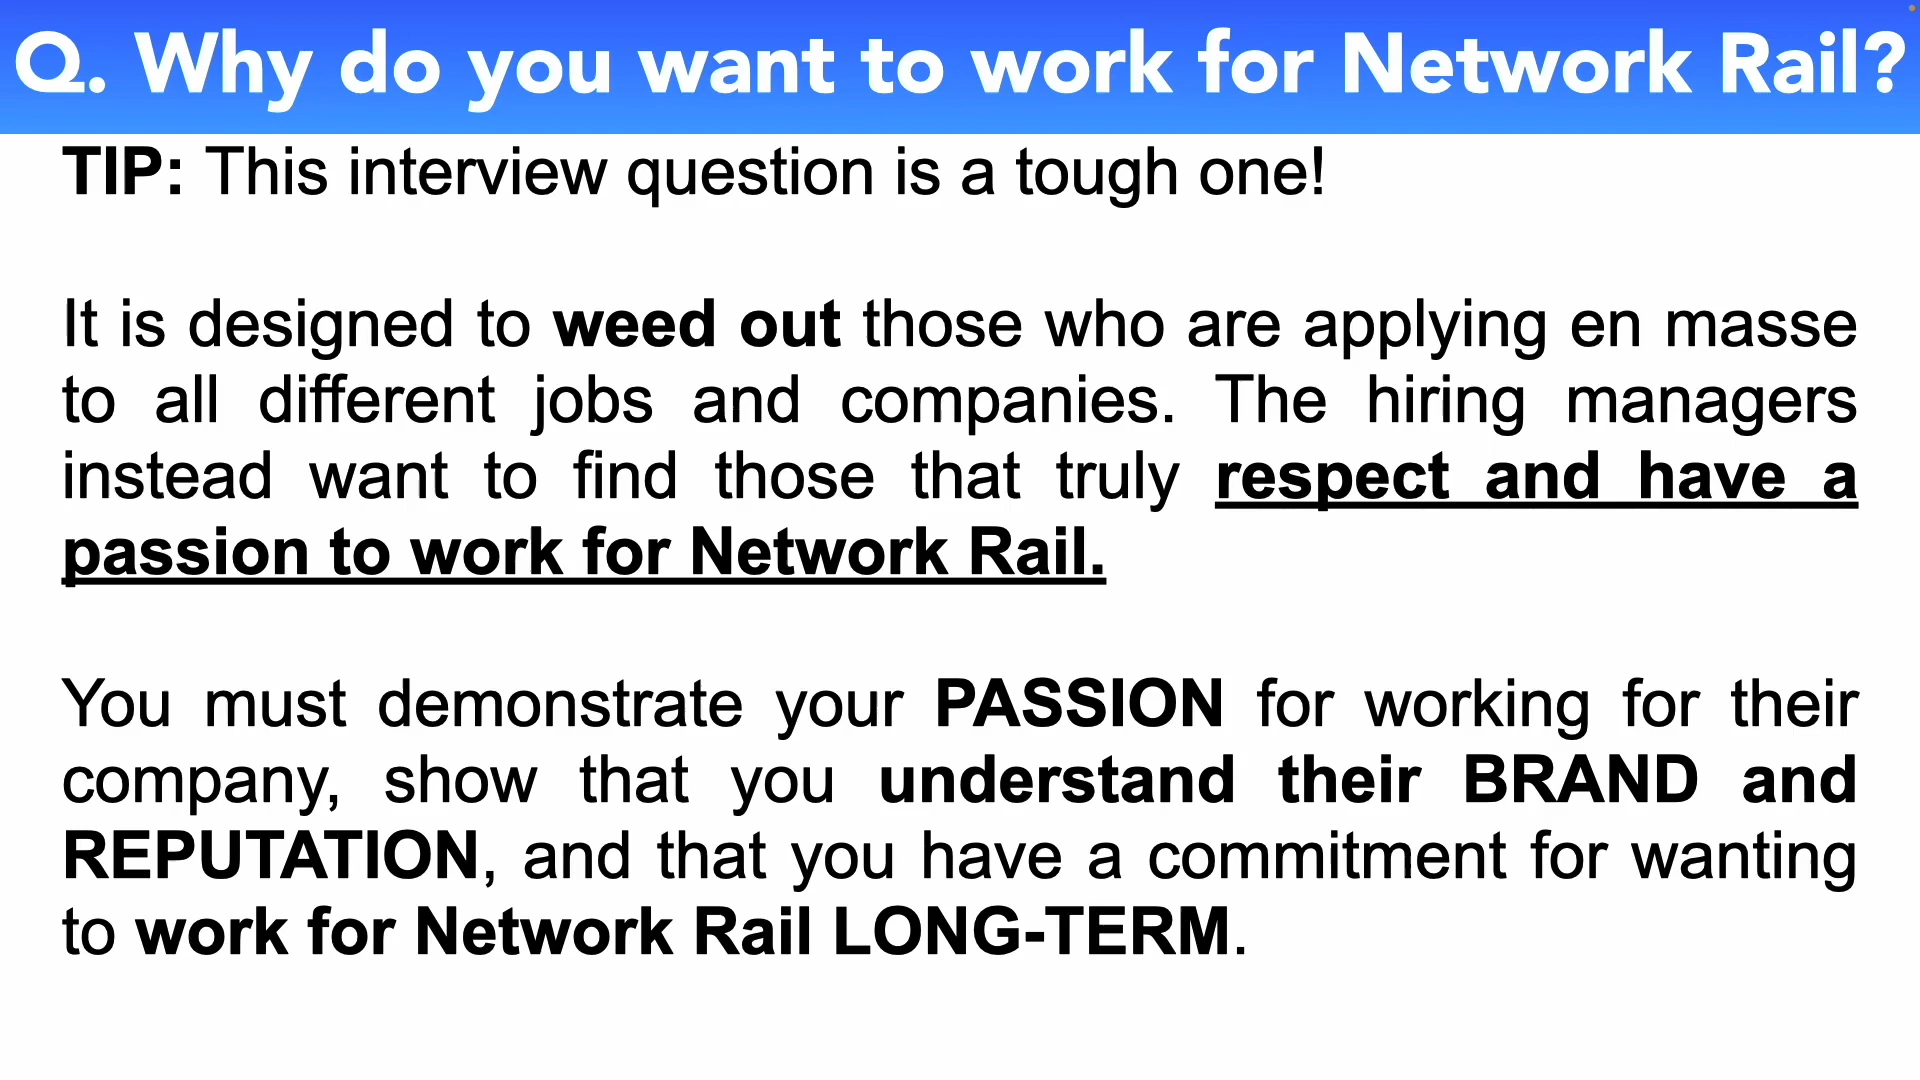 Q. Why do you want to work for Network Rail?
TIP: This interview question is a tough one!
It is designed to weed out those who are applying en masse
to all different jobs and companies. The hiring managers
instead want to find those that truly respect and have a
passion to work for Network Rail.
You must demonstrate your PASSION for working for their
company, show that you understand their BRAND and
REPUTATION, and that you have a commitment for wanting
to work for Network Rail LONG-TERM.